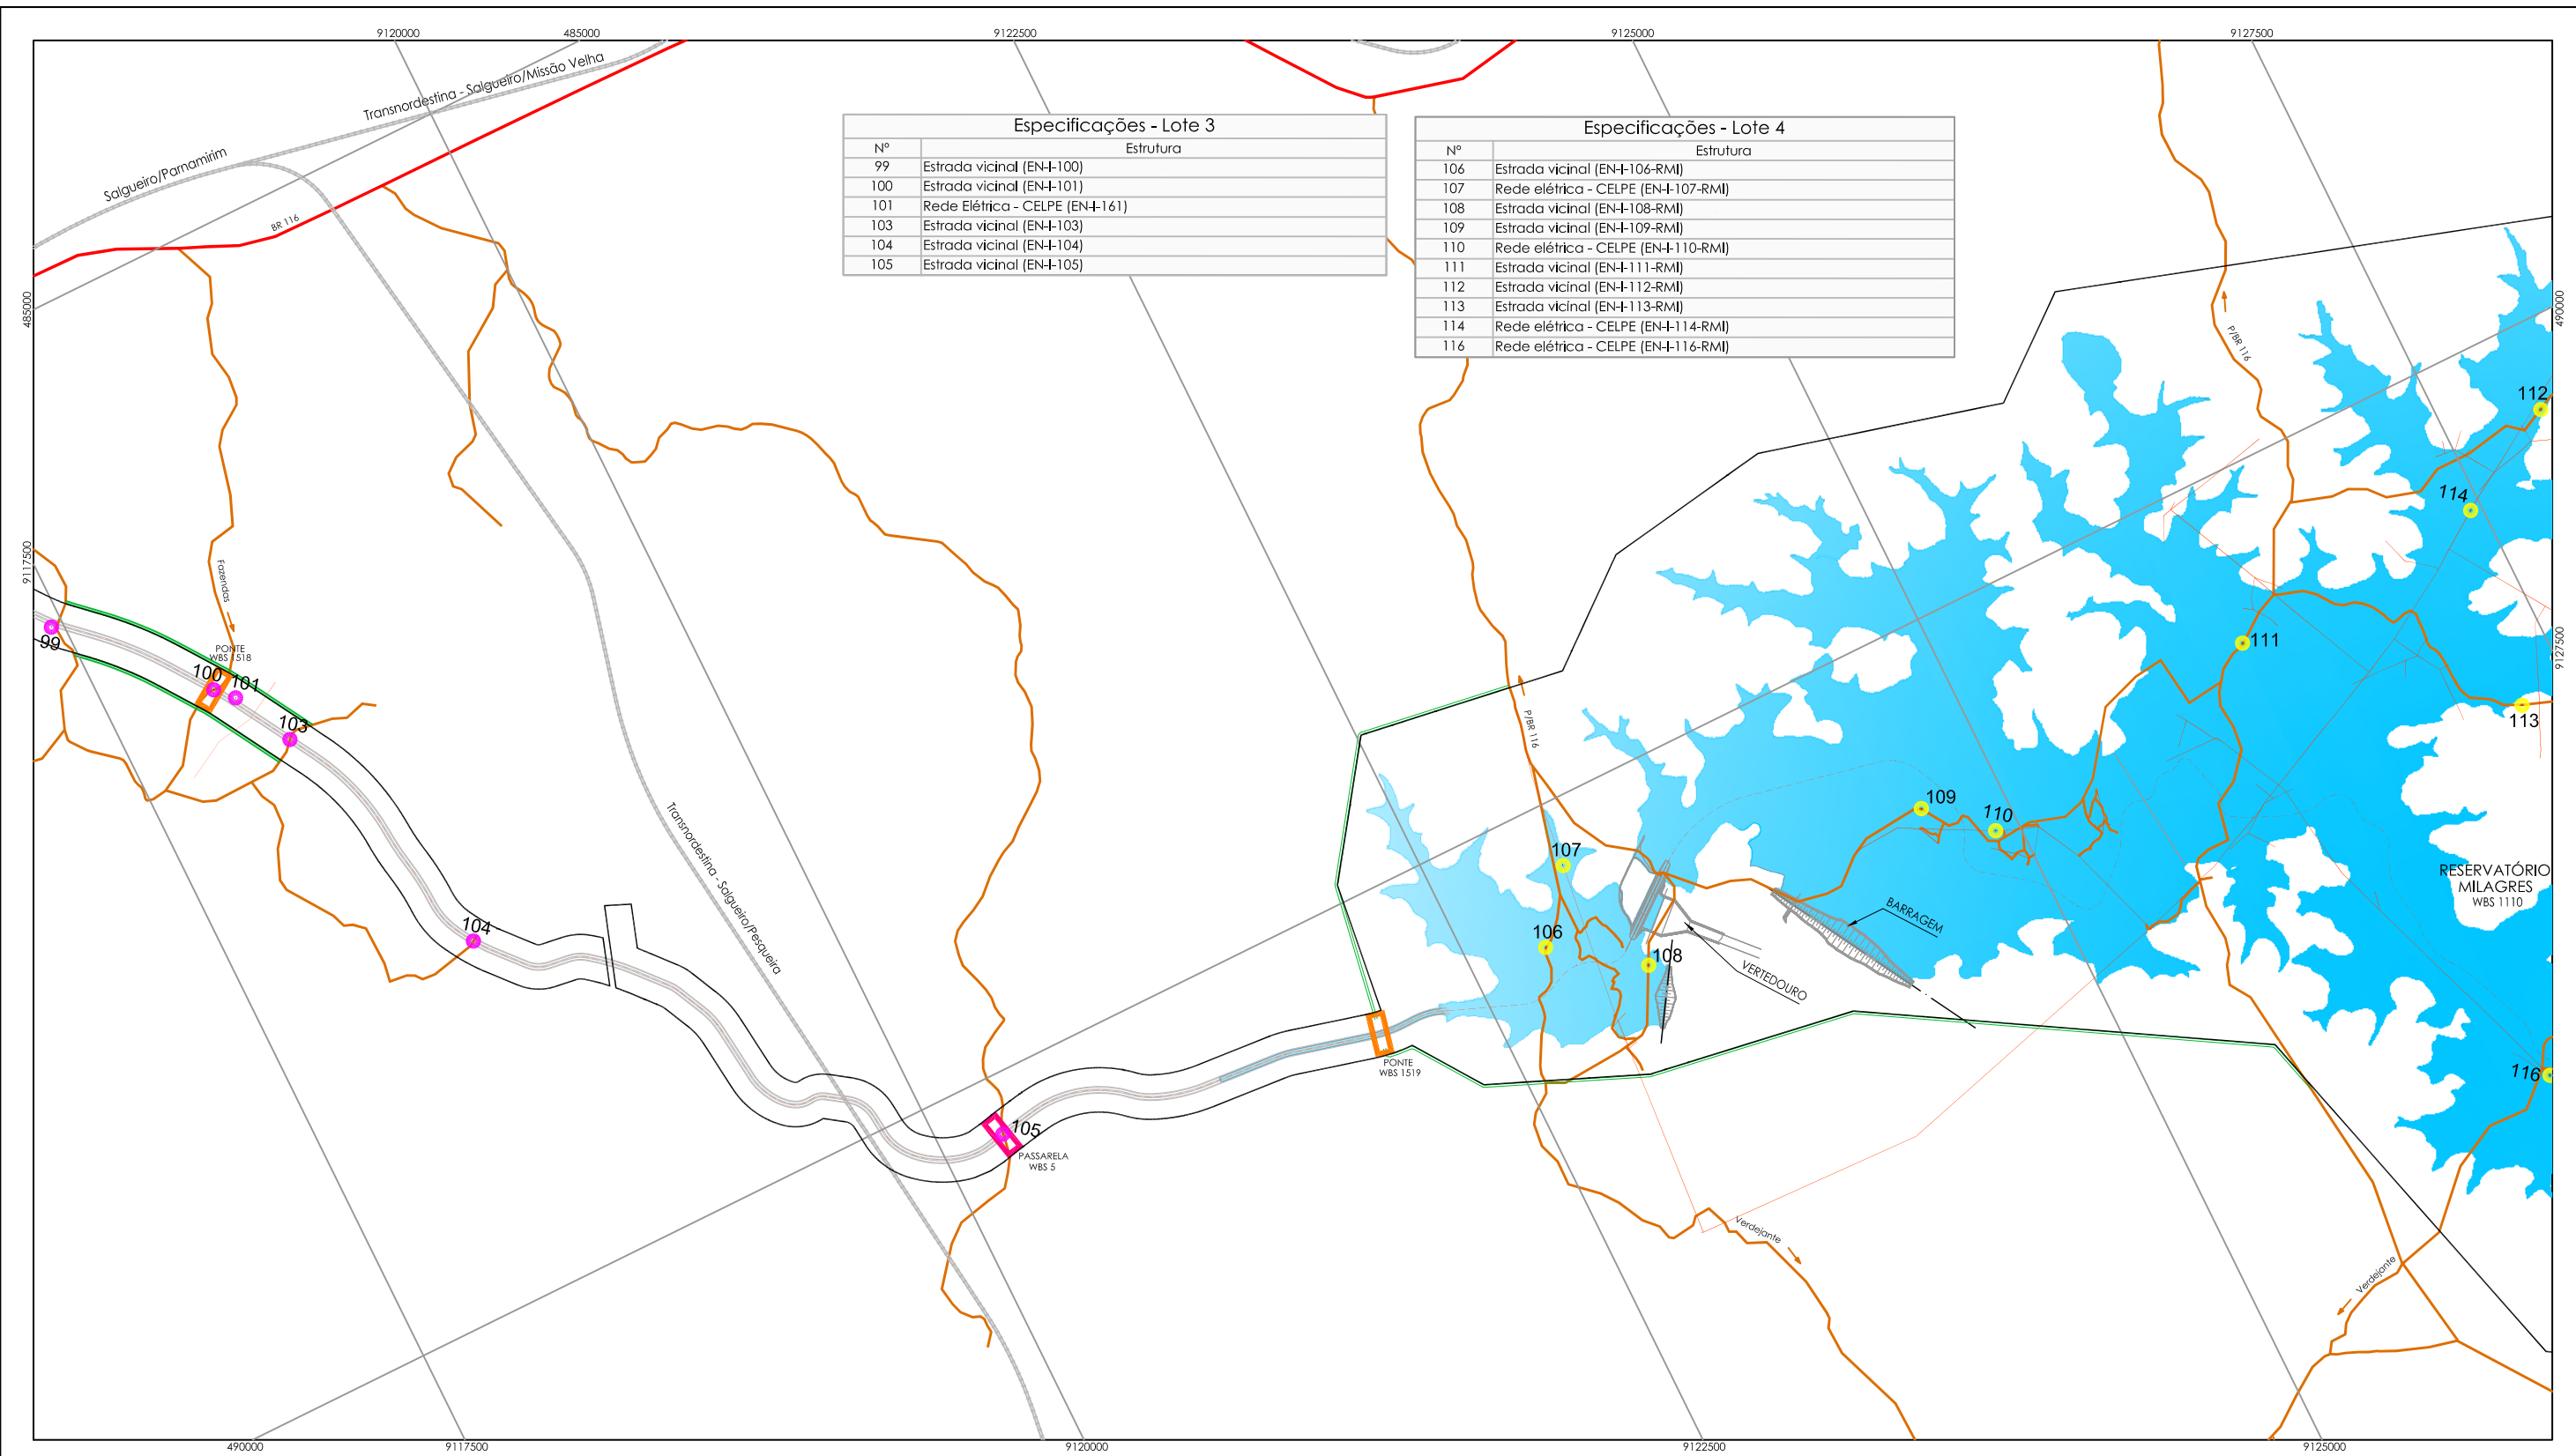 9120000 485000 9122500 9125000 9127500
Transnordestina - Salgueiro/Missão Velha
Salgueiro/Parnamirim
BR 116
Especificações - Lote 3
Nº Estrutura
99 Estrada vicinal (EN-I-100)
100 Estrada vicinal (EN-I-101)
101 Rede Elétrica - CELPE (EN-I-161)
103 Estrada vicinal (EN-I-103)
104 Estrada vicinal (EN-I-104)
105 Estrada vicinal (EN-I-105)
Especificações - Lote 4
Nº Estrutura
106 Estrada vicinal (EN-I-106-RMI)
107 Rede elétrica - CELPE (EN-I-107-RMI)
108 Estrada vicinal (EN-I-108-RMI)
109 Estrada vicinal (EN-I-109-RMI)
110 Rede elétrica - CELPE (EN-I-110-RMI)
111 Estrada vicinal (EN-I-111-RMI)
112 Estrada vicinal (EN-I-112-RMI)
113 Estrada vicinal (EN-I-113-RMI)
114 Rede elétrica - CELPE (EN-I-114-RMI)
116 Rede elétrica - CELPE (EN-I-116-RMI)
485000
490000
P/BR 116
112
114
9117500
Fazendas
99
PONTE
WBS 1518
100
101
103
111
9127500
113
P/BR 116
109
110
107
Transnordestina - Salgueiro/Pesqueira
104
106
108
RESERVATÓRIO
MILAGRES
WBS 1110
BARRAGEM
VERTEDOURO
PONTE
WBS 1519
116
105
PASSARELA
WBS 5
Verdejante
Verdejante
490000 9117500 9120000 9122500 9125000